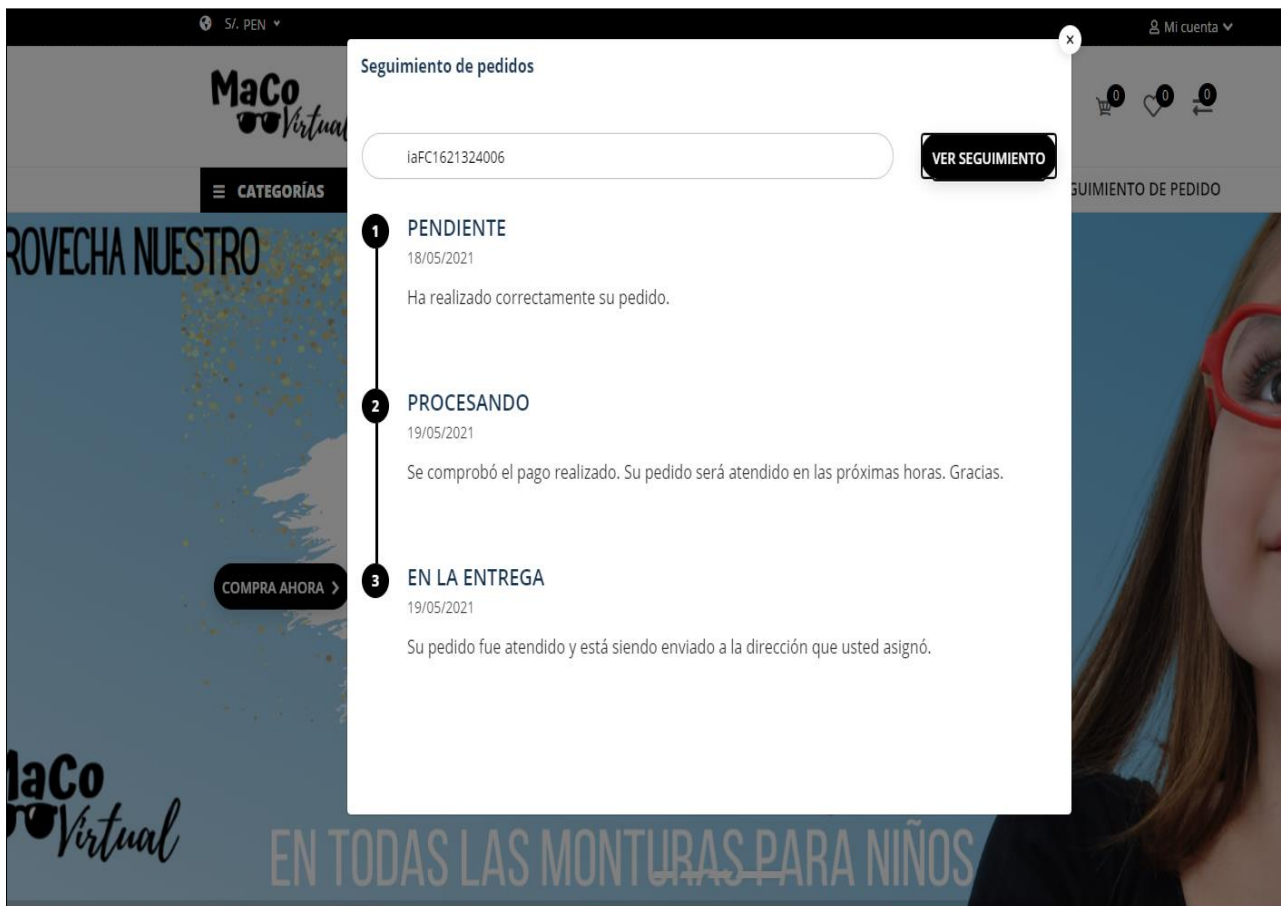 S/. PEN
Mi cuenta
MaCo
Virtual
0 0 0
CATEGORÍAS
GUIMIENTO DE PEDIDO
Seguimiento de pedidos
×
iaFC1621324006
VER SEGUIMIENTO
1 PENDIENTE
18/05/2021
Ha realizado correctamente su pedido.
2 PROCESANDO
19/05/2021
Se comprobó el pago realizado. Su pedido será atendido en las próximas horas. Gracias.
3 EN LA ENTREGA
19/05/2021
Su pedido fue atendido y está siendo enviado a la dirección que usted asignó.
ROVECHA NUESTRO
COMPRA AHORA
MaCo
Virtual
EN TODAS LAS MONTURAS PARA NIÑOS